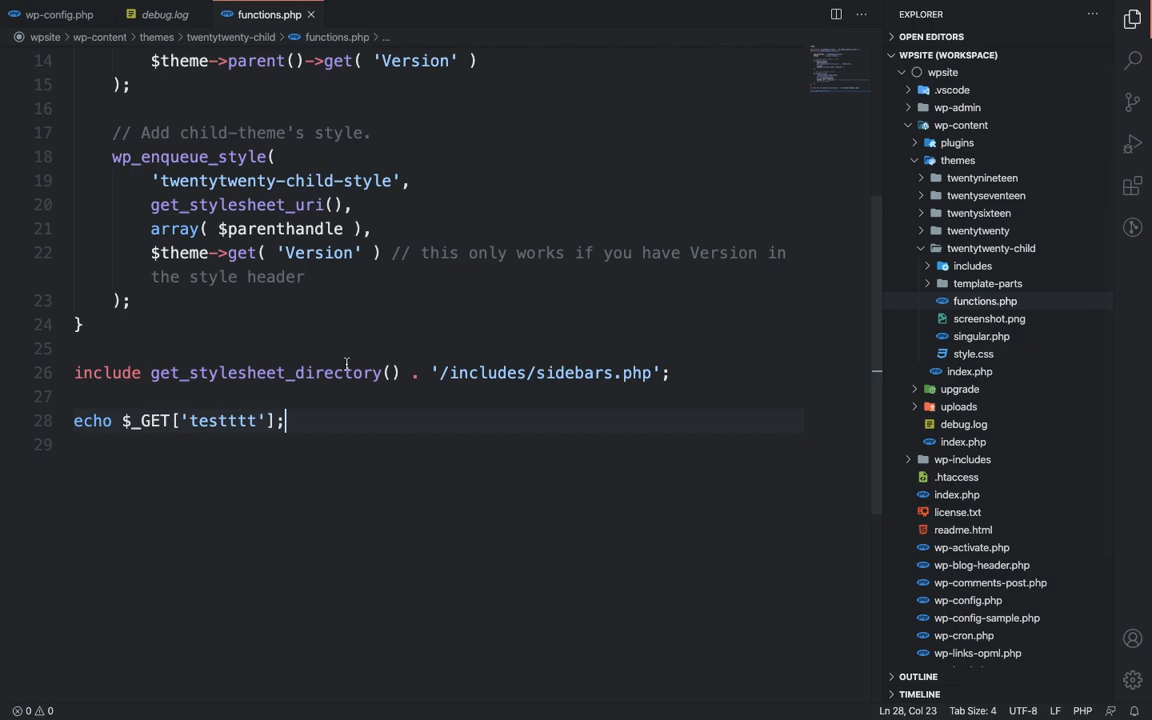 wp-config.php debug.log functions.php
wpsite > wp-content > themes > twentytwenty-child > functions.php > ...
14 $theme->parent()->get( 'Version' )
15 );
16
17 // Add child-theme's style.
18 wp_enqueue_style(
19 'twentytwenty-child-style',
20 get_stylesheet_uri(),
21 array( $parenthandle ),
22 $theme->get( 'Version' ) // this only works if you have Version in
the style header
23 );
24 }
25
26 include get_stylesheet_directory() . '/includes/sidebars.php';
27
28 echo $_GET['testttt'];
29
EXPLORER
OPEN EDITORS
WPSITE (WORKSPACE)
wpsite
.vscode
wp-admin
wp-content
plugins
themes
twentynineteen
twentyseventeen
twentysixteen
twentytwenty
twentytwenty-child
includes
template-parts
functions.php
screenshot.png
singular.php
style.css
index.php
upgrade
uploads
debug.log
index.php
wp-includes
.htaccess
index.php
license.txt
readme.html
wp-activate.php
wp-blog-header.php
wp-comments-post.php
wp-config.php
wp-config-sample.php
wp-cron.php
wp-links-opml.php
OUTLINE
TIMELINE
0 0 Ln 28, Col 23 Tab Size: 4 UTF-8 LF PHP